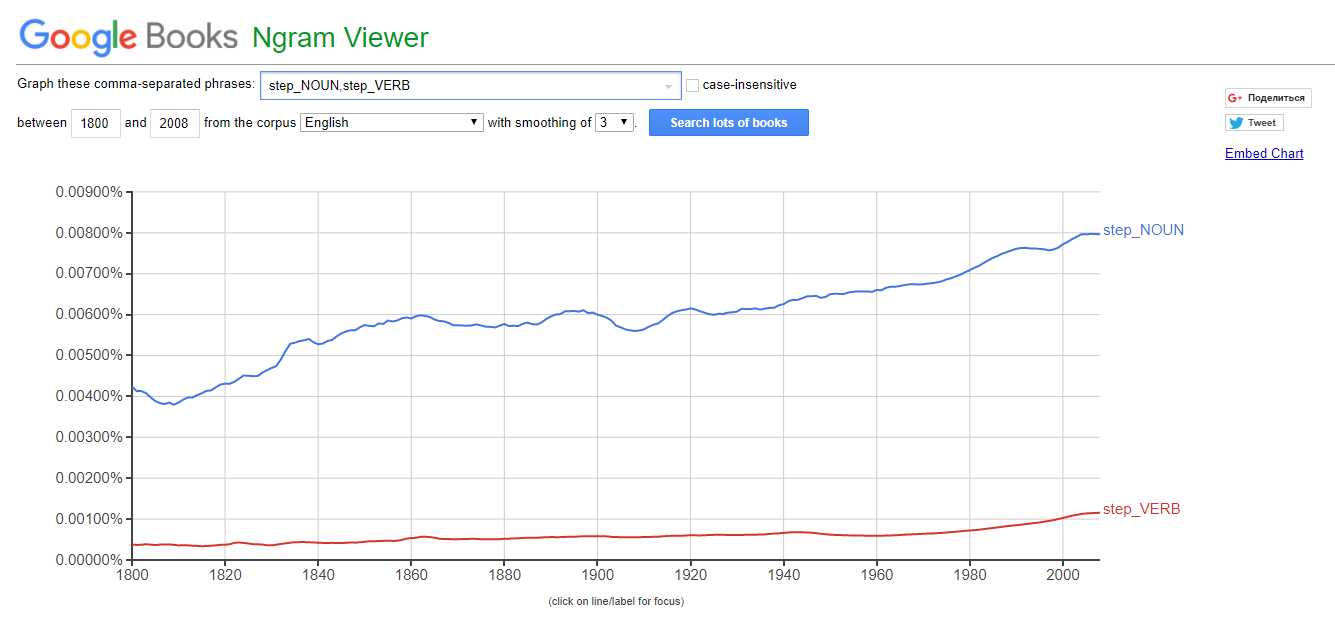 Google Books Ngram Viewer
Graph these comma-separated phrases: step_NOUN,step_VERB case-insensitive
between 1800 and 2008 from the corpus English with smoothing of 3 . Search lots of books
G+ Поделиться
Tweet
Embed Chart
0.00900%
0.00800%
step_NOUN
0.00700%
0.00600%
0.00500%
0.00400%
0.00300%
0.00200%
0.00100%
step_VERB
0.00000%
1800 1820 1840 1860 1880 1900 1920 1940 1960 1980 2000
(click on line/label for focus)